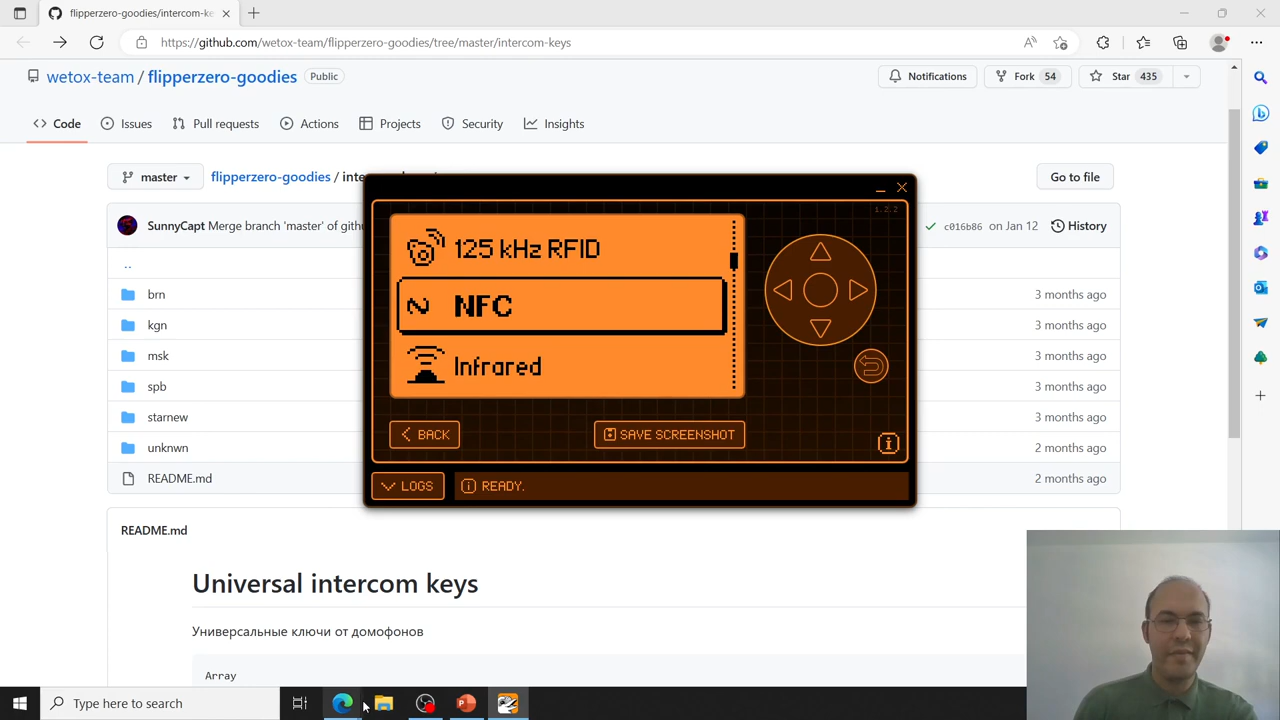 flipperzero-goodies/intercom-ke
https://github.com/wetox-team/flipperzero-goodies/tree/master/intercom-keys
wetox-team / flipperzero-goodies Public
Notifications
Fork 54
Star 435
Code
Issues
Pull requests
Actions
Projects
Security
Insights
master
flipperzero-goodies / inte
Go to file
SunnyCapt Merge branch 'master' of gith
c016b86 on Jan 12
History
..
brn 3 months ago
kgn 3 months ago
msk 3 months ago
spb 3 months ago
starnew 3 months ago
unknwn 2 months ago
README.md 2 months ago
1.2.2
125 kHz RFID
NFC
Infrared
BACK
SAVE SCREENSHOT
LOGS
READY.
README.md
Universal intercom keys
Универсальные ключи от домофонов
Array
Type here to search